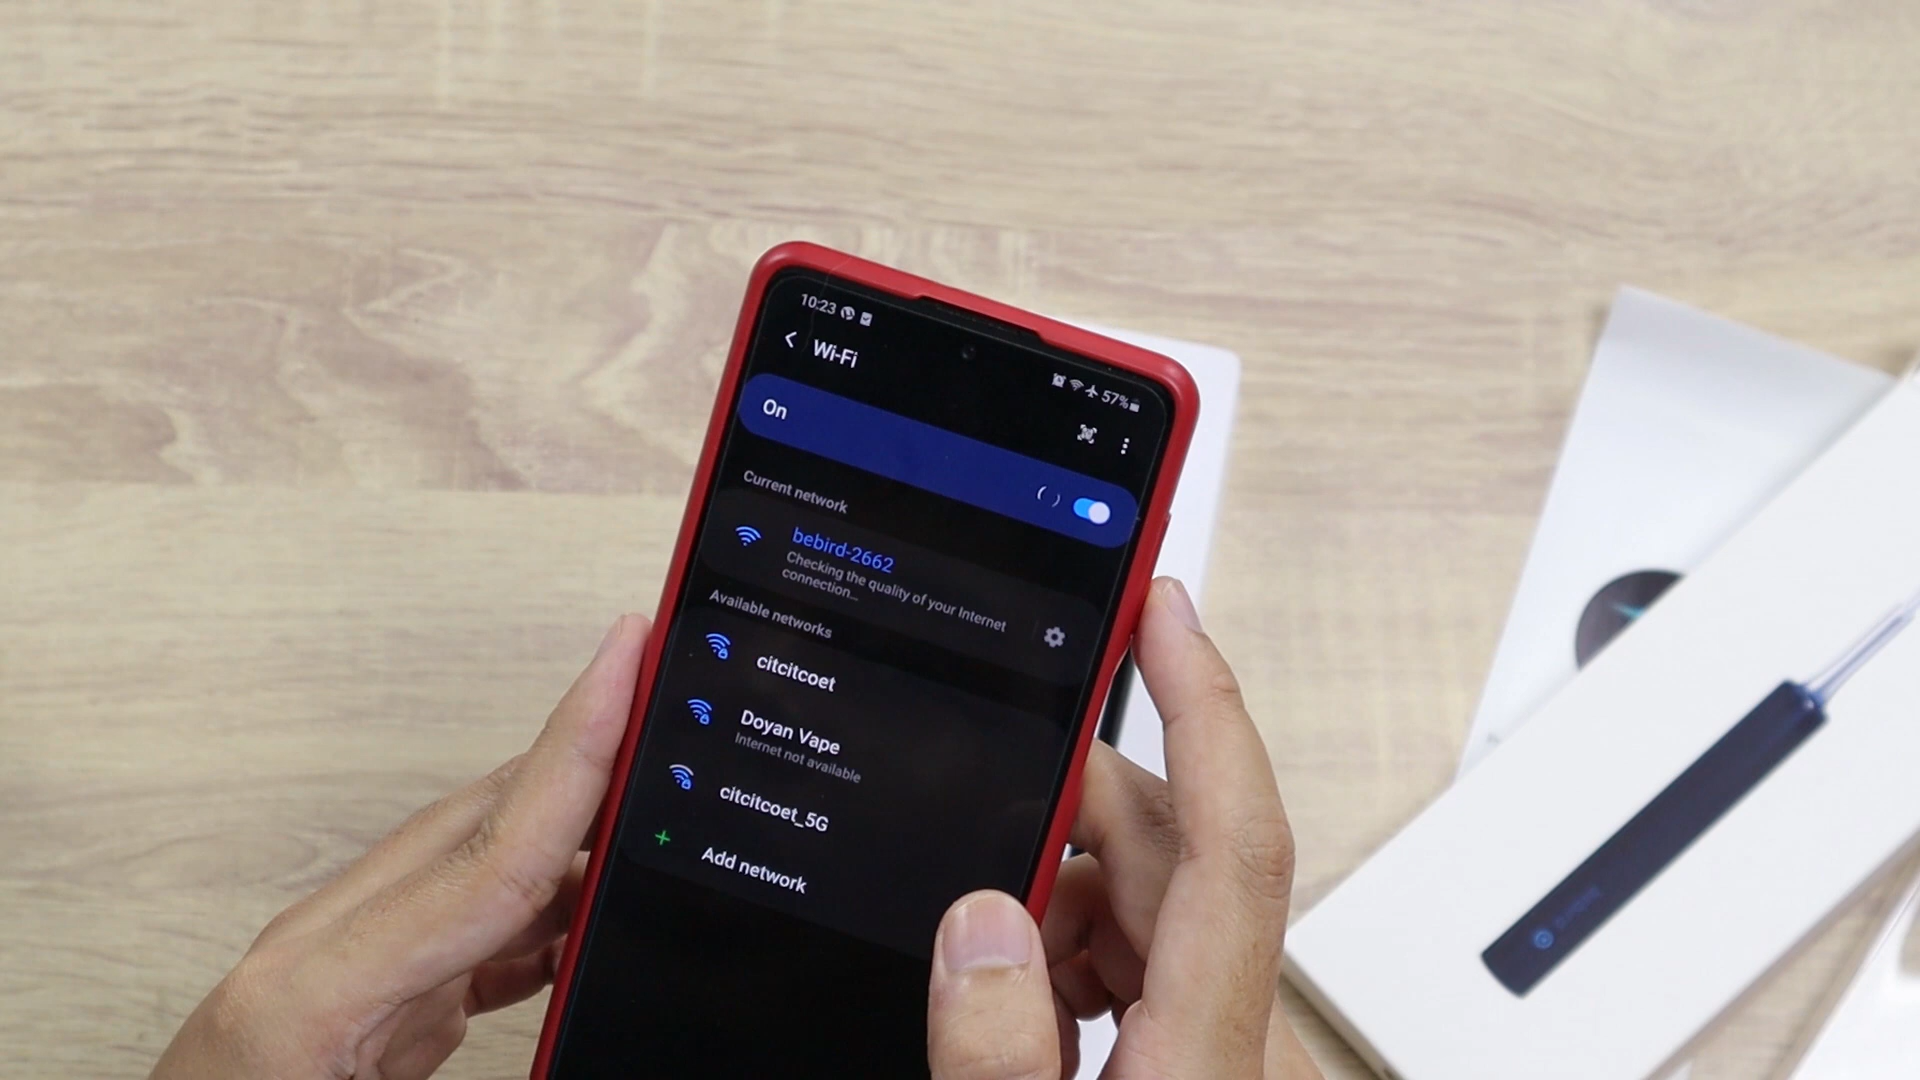 10:23
57%
Wi-Fi
On
Current network
bebird-2662
Checking the quality of your Internet
connection...
Available networks
citcitcoet
Doyan Vape
Internet not available
citcitcoet_5G
Add network